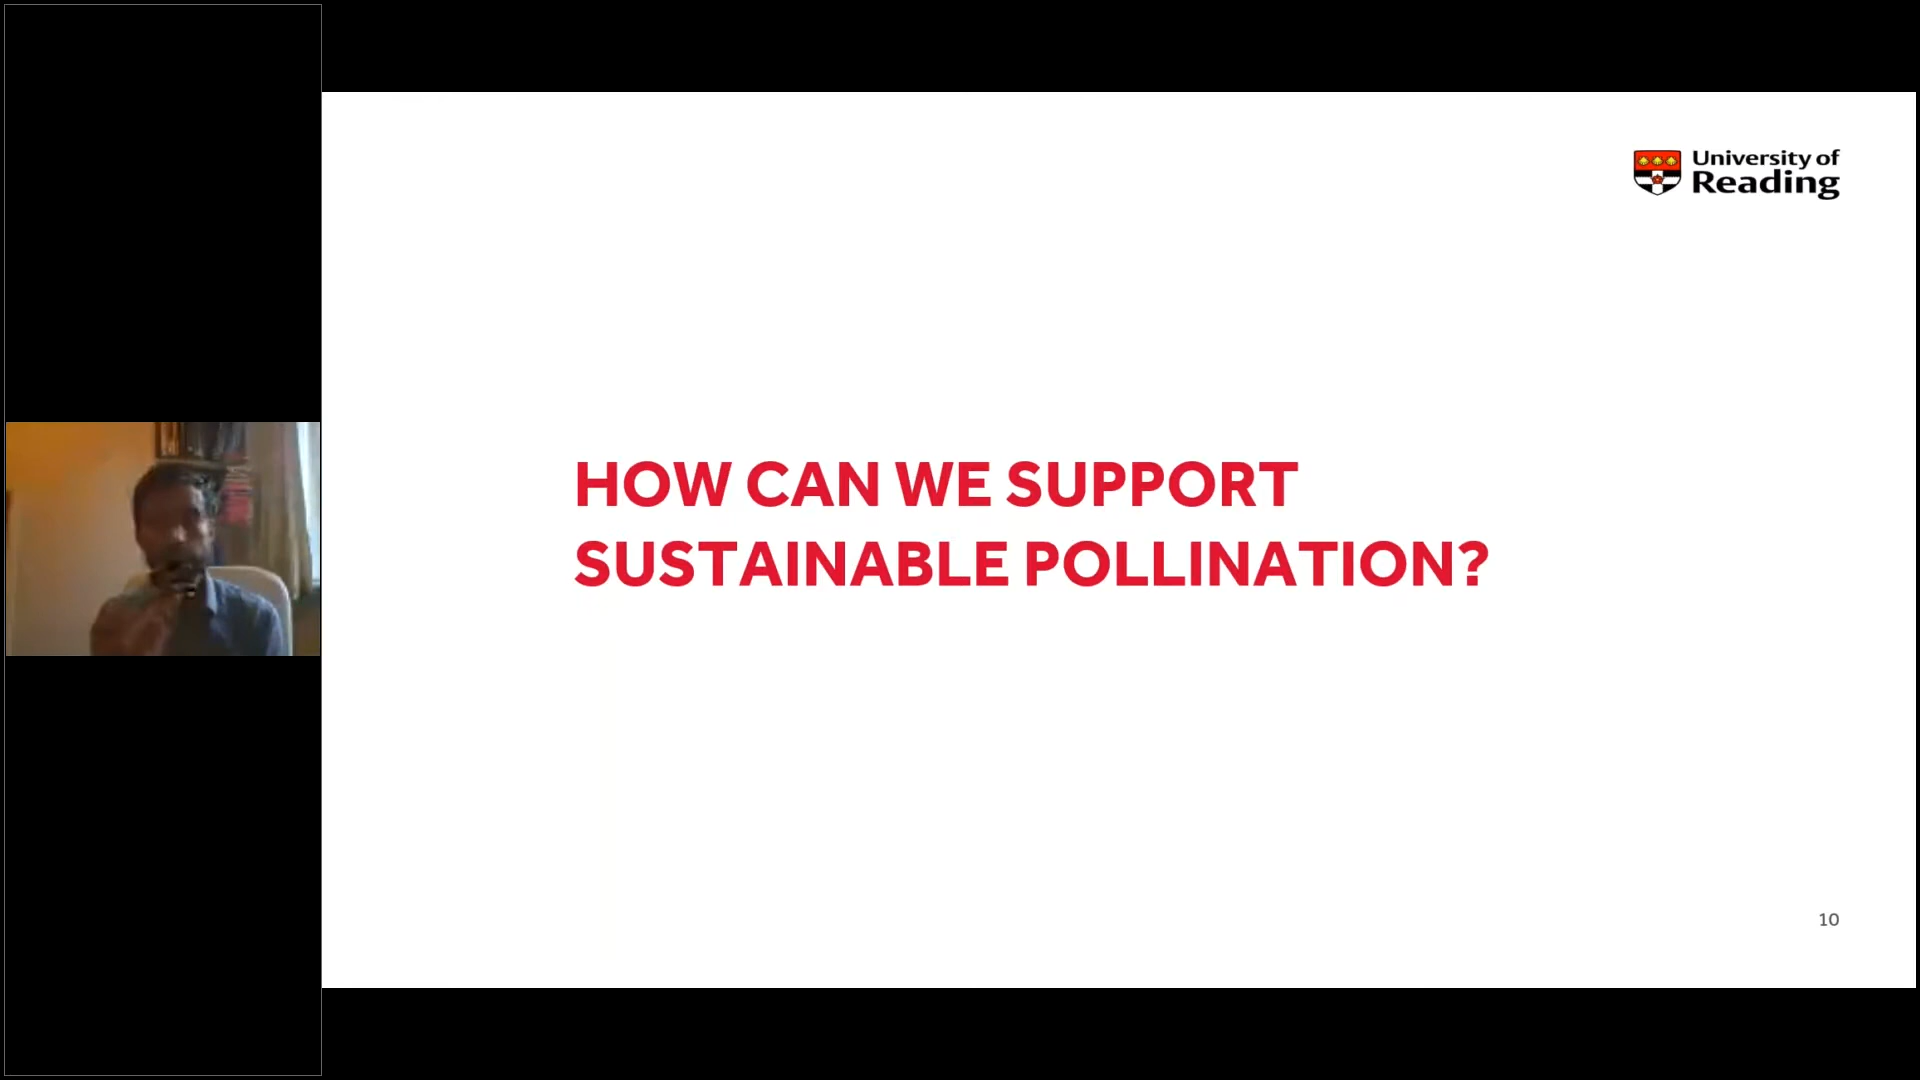 University of
Reading
HOW CAN WE SUPPORT
SUSTAINABLE POLLINATION?
10